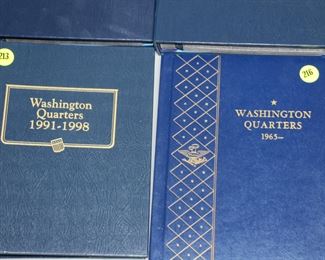 213
Washington
Quarters
1991-1998
216
WASHINGTON
QUARTERS
1965—